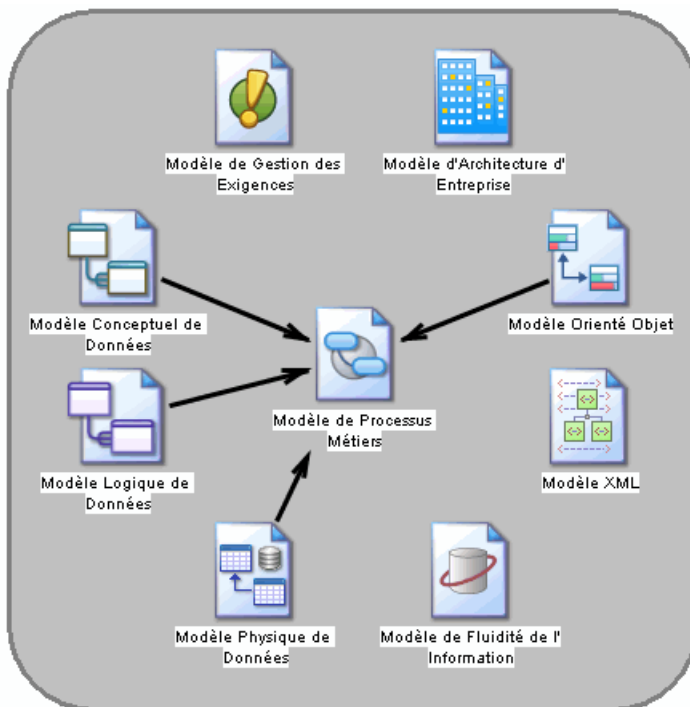 Modèle de Gestion des
Exigences
Modèle d'Architecture d'
Entreprise
Modèle Conceptuel de
Données
Modèle Orienté Objet
Modèle de Processus
Métiers
Modèle Logique de
Données
Modèle XML
Modèle Physique de
Données
Modèle de Fluidité de l'
Information